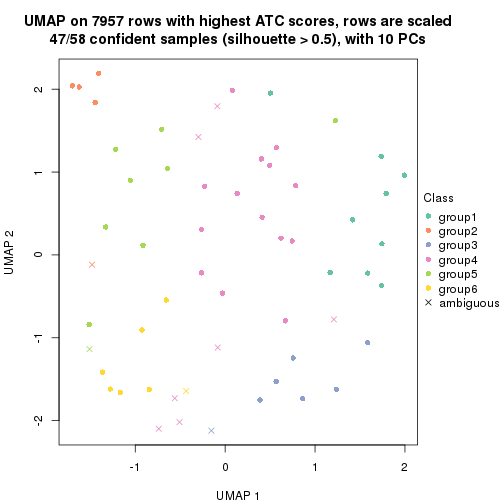 UMAP on 7957 rows with highest ATC scores, rows are scaled
47/58 confident samples (silhouette > 0.5), with 10 PCs
UMAP 2
2
1
0
-1
-2
-1
0
1
2
UMAP 1
Class
group1
group2
group3
group4
group5
group6
ambiguous